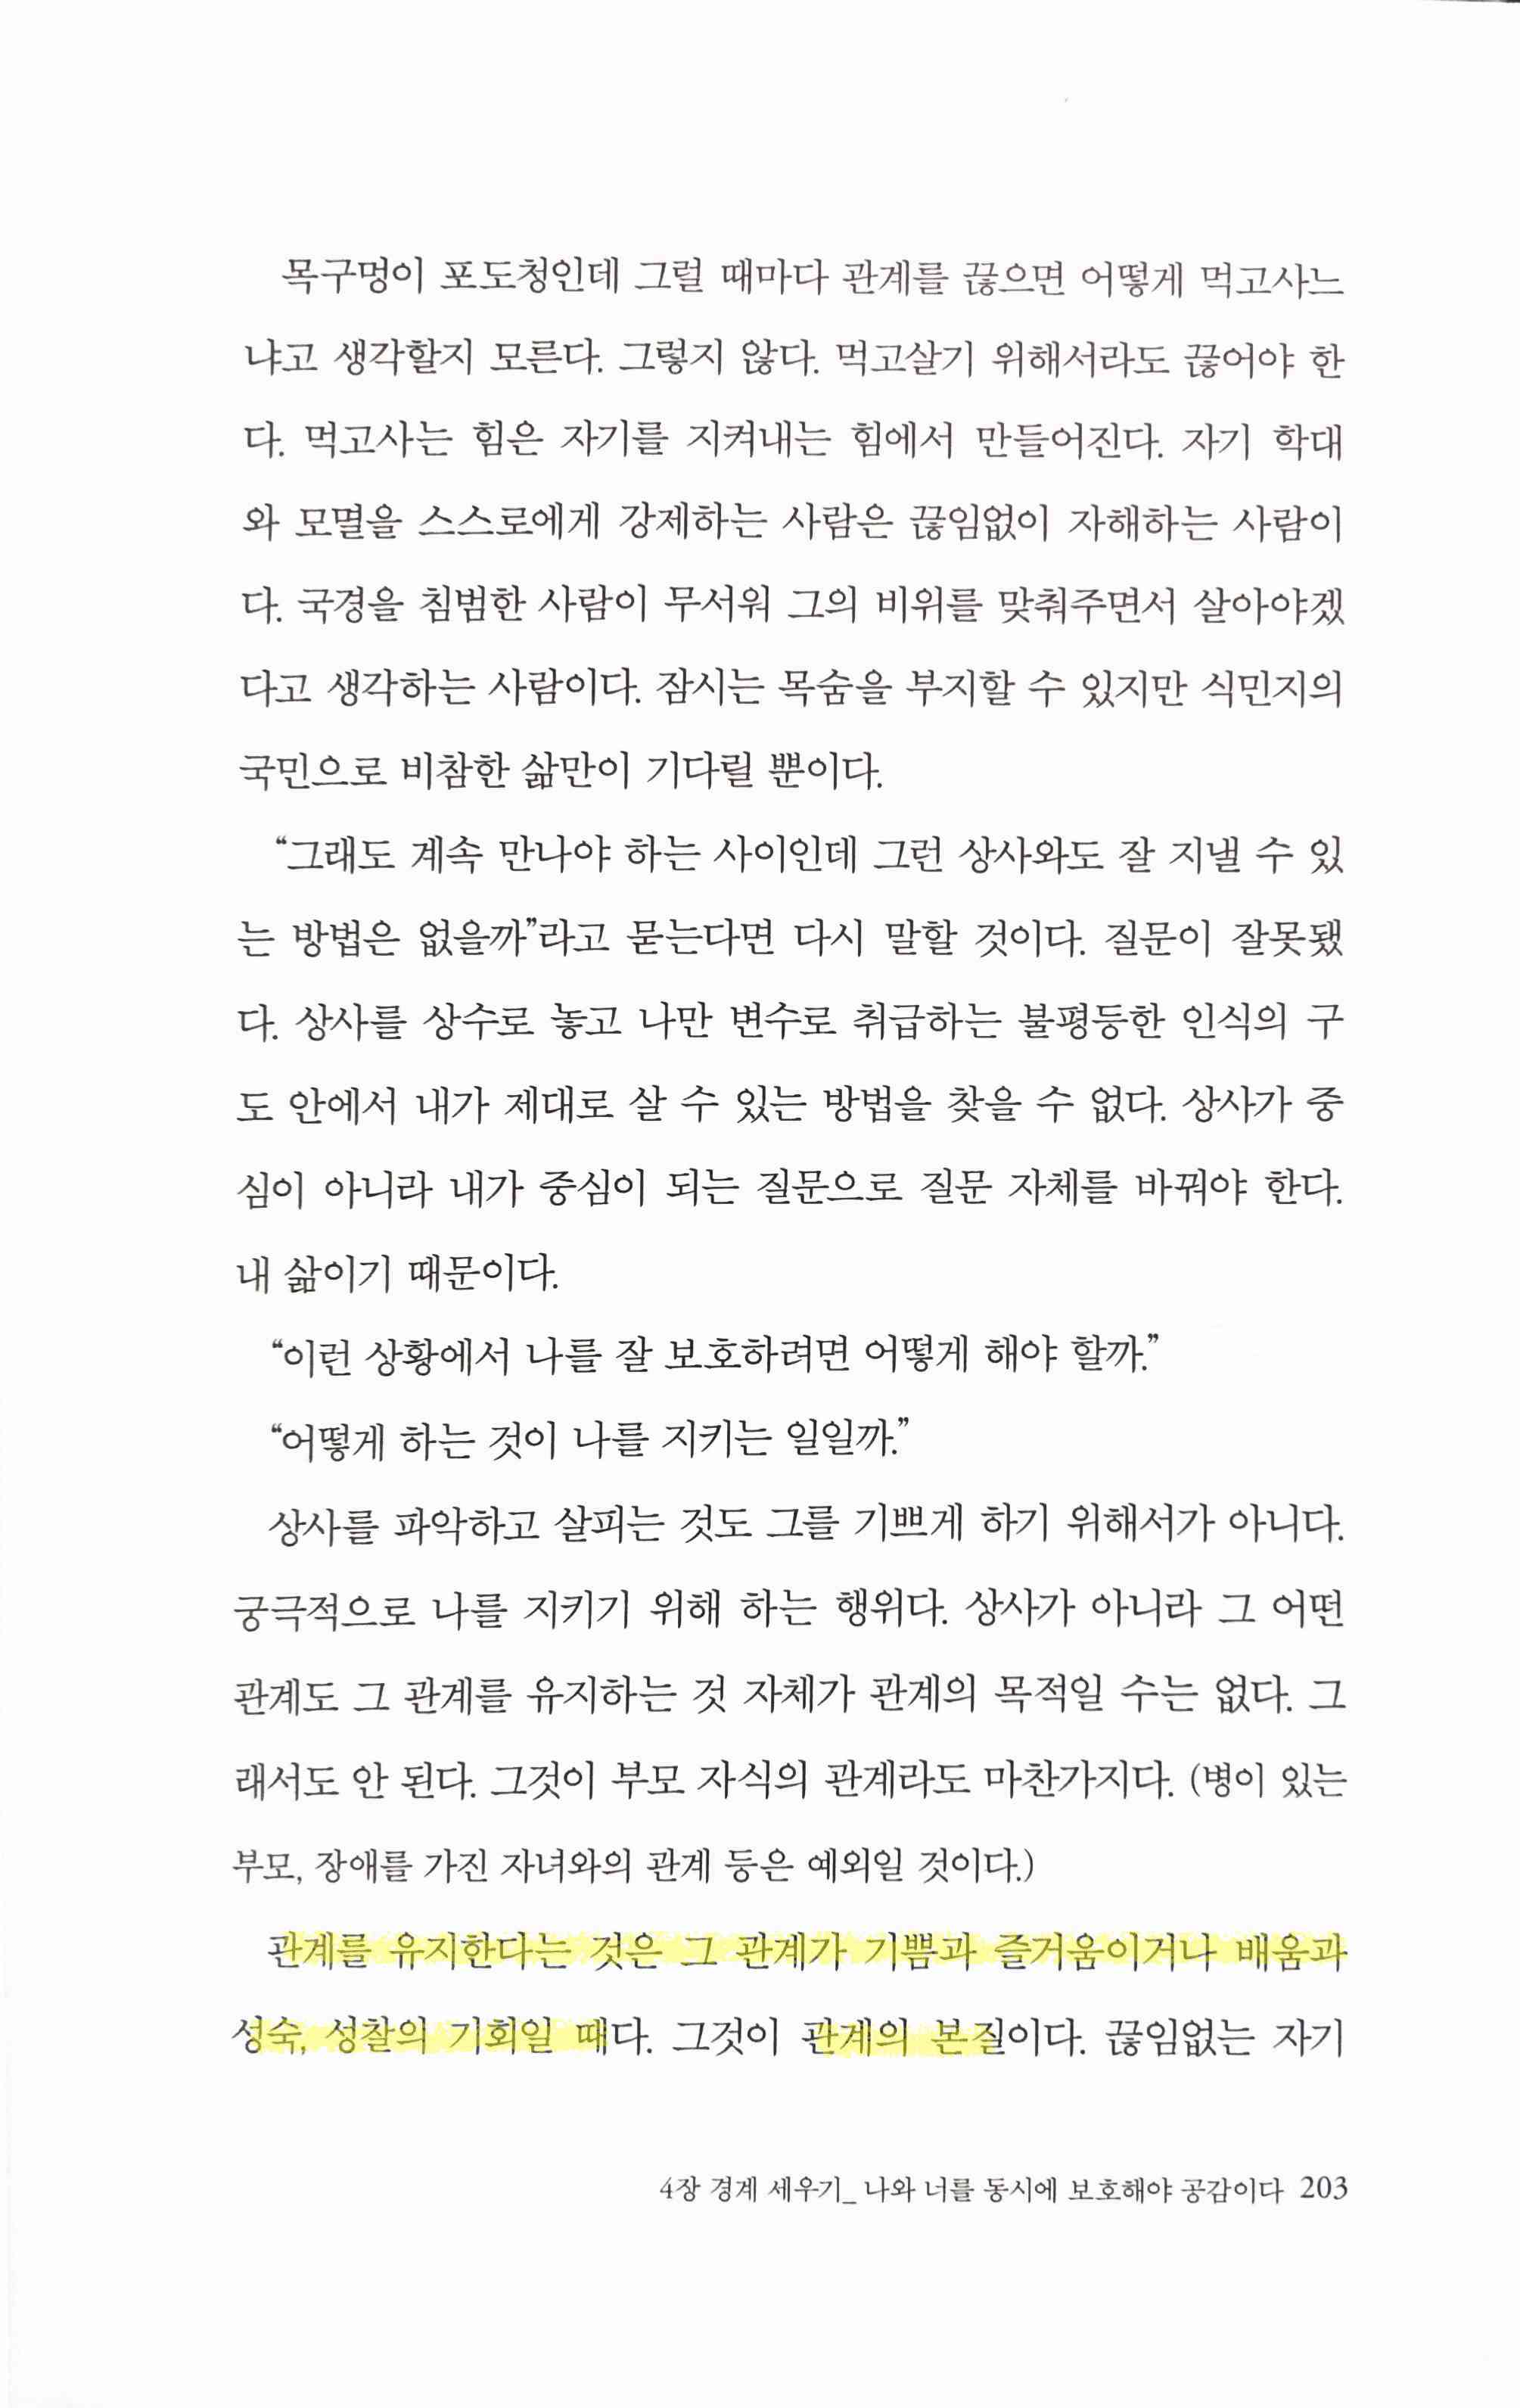 목구멍이 포도청인데 그럴 때마다 관계를 끊으면 어떻게 먹고사느
냐고 생각할지 모른다. 그렇지 않다. 먹고살기 위해서라도 끊어야 한
다. 먹고사는 힘은 자기를 지켜내는 힘에서 만들어진다. 자기 학대
와 모멸을 스스로에게 강제하는 사람은 끊임없이 자해하는 사람이
다. 국경을 침범한 사람이 무서워 그의 비위를 맞춰주면서 살아야겠
다고 생각하는 사람이다. 잠시는 목숨을 부지할 수 있지만 식민지의
국민으로 비참한 삶만이 기다릴 뿐이다.
“그래도 계속 만나야 하는 사이인데 그런 상사와도 잘 지낼 수 있
는 방법은 없을까”라고 묻는다면 다시 말할 것이다. 질문이 잘못됐
다. 상사를 상수로 놓고 나만 변수로 취급하는 불평등한 인식의 구
도 안에서 내가 제대로 살 수 있는 방법을 찾을 수 없다. 상사가 중
심이 아니라 내가 중심이 되는 질문으로 질문 자체를 바꿔야 한다.
내 삶이기 때문이다.
“이런 상황에서 나를 잘 보호하려면 어떻게 해야 할까.”
“어떻게 하는 것이 나를 지키는 일일까.”
상사를 파악하고 살피는 것도 그를 기쁘게 하기 위해서가 아니다.
궁극적으로 나를 지키기 위해 하는 행위다. 상사가 아니라 그 어떤
관계도 그 관계를 유지하는 것 자체가 관계의 목적일 수는 없다. 그
래서도 안 된다. 그것이 부모 자식의 관계라도 마찬가지다. (병이 있는
부모, 장애를 가진 자녀와의 관계 등은 예외일 것이다.)
관계를 유지한다는 것은 그 관계가 기쁨과 즐거움이거나 배움과
성숙, 성찰의 기회일 때다. 그것이 관계의 본질이다. 끊임없는 자기
4장 경계 세우기_ 나와 너를 동시에 보호해야 공감이다 203